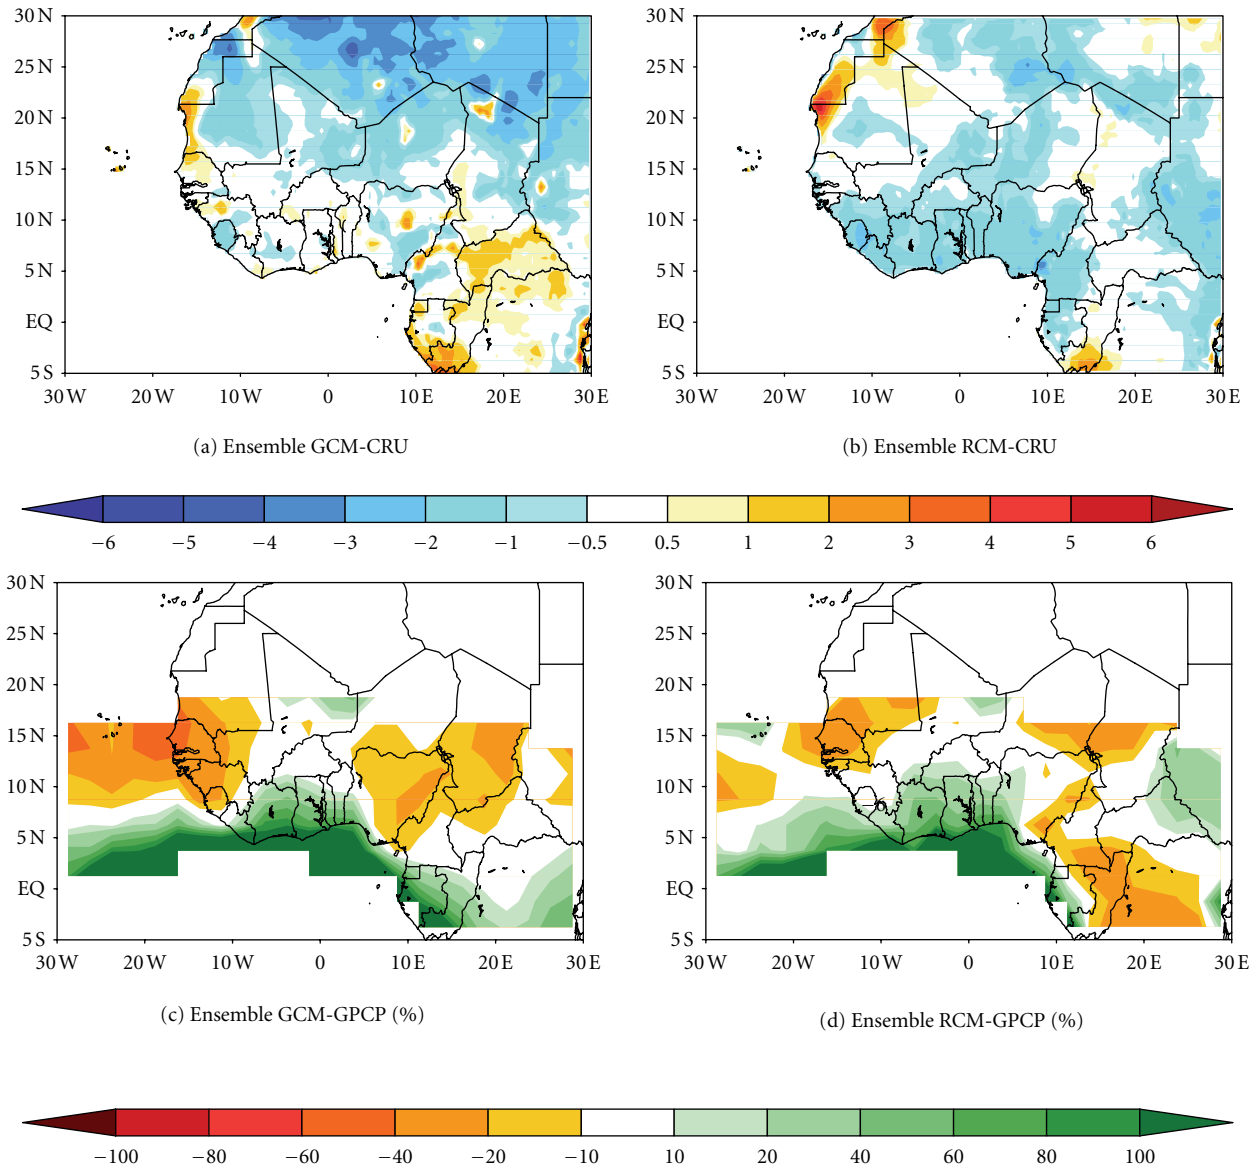 30 N
25 N
20 N
15 N
10 N
5 N
EQ
5 S
30 W 20 W 10 W 0 10 E 20 E 30 E
(a) Ensemble GCM-CRU
30 N
25 N
20 N
15 N
10 N
5 N
EQ
5 S
30 W 20 W 10 W 0 10 E 20 E 30 E
(b) Ensemble RCM-CRU
−6 −5 −4 −3 −2 −1 −0.5 0.5 1 2 3 4 5 6
30 N
25 N
20 N
15 N
10 N
5 N
EQ
5 S
30 W 20 W 10 W 0 10 E 20 E 30 E
(c) Ensemble GCM-GPCP (%)
30 N
25 N
20 N
15 N
10 N
5 N
EQ
5 S
30 W 20 W 10 W 0 10 E 20 E 30 E
(d) Ensemble RCM-GPCP (%)
−100 −80 −60 −40 −20 −10 10 20 40 60 80 100